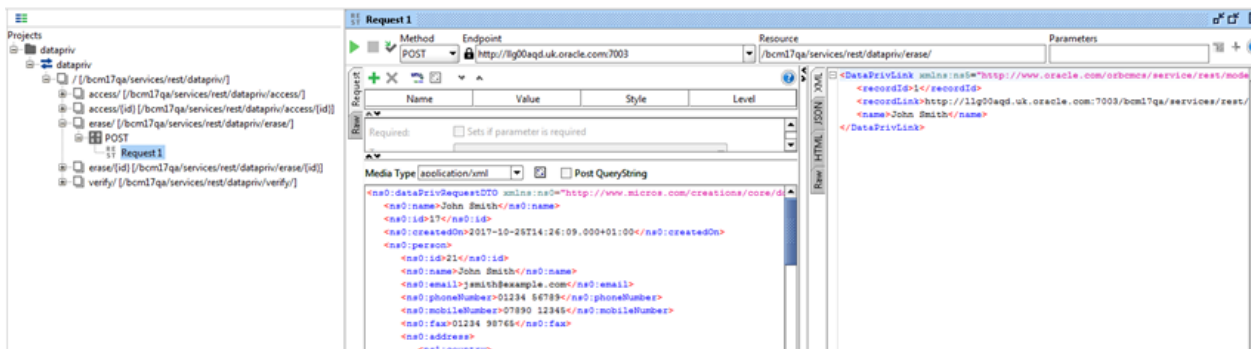 Projects
datapriv
datapriv
/ [/bcm17qa/services/rest/datapriv/]
access/ [/bcm17qa/services/rest/datapriv/access/]
access/{id} [/bcm17qa/services/rest/datapriv/access/{id}]
erase/ [/bcm17qa/services/rest/datapriv/erase/]
POST
REST Request 1
erase/{id} [/bcm17qa/services/rest/datapriv/erase/{id}]
verify/ [/bcm17qa/services/rest/datapriv/verify/]
REST Request 1
Method Endpoint Resource Parameters
POST http://llg00aqd.uk.oracle.com:7003 /bcm17qa/services/rest/datapriv/erase/
Request
Raw
Name Value Style Level
Required: Sets if parameter is required
Media Type application/xml Post QueryString
<ns0:dataPrivRequestDTO xmlns:ns0="http://www.micros.com/creations/core/da
<ns0:name>John Smith</ns0:name>
<ns0:id>17</ns0:id>
<ns0:createdOn>2017-10-25T14:26:09.000+01:00</ns0:createdOn>
<ns0:person>
<ns0:id>21</ns0:id>
<ns0:name>John Smith</ns0:name>
<ns0:email>jsmith@example.com</ns0:email>
<ns0:phoneNumber>01234 56789</ns0:phoneNumber>
<ns0:mobileNumber>07890 12345</ns0:mobileNumber>
<ns0:fax>01234 98765</ns0:fax>
<ns0:address>
XML
JSON
HTML
Raw
<DataPrivLink xmlns:ns5="http://www.oracle.com/orbcmcs/service/rest/mode
<recordId>1</recordId>
<recordLink>http://llg00aqd.uk.oracle.com:7003/bcm17qa/services/rest/
<name>John Smith</name>
</DataPrivLink>